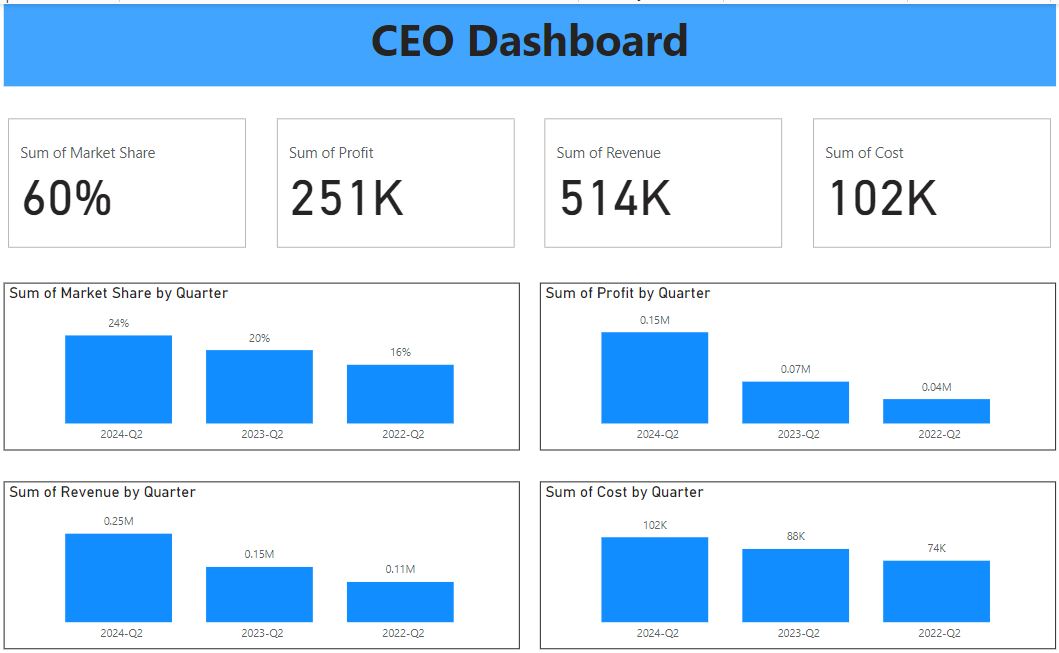 CEO Dashboard
Sum of Market Share
60%
Sum of Profit
251K
Sum of Revenue
514K
Sum of Cost
102K
Sum of Market Share by Quarter
24%
20%
16%
2024-Q2
2023-Q2
2022-Q2
Sum of Profit by Quarter
0.15M
0.07M
0.04M
2024-Q2
2023-Q2
2022-Q2
Sum of Revenue by Quarter
0.25M
0.15M
0.11M
2024-Q2
2023-Q2
2022-Q2
Sum of Cost by Quarter
102K
88K
74K
2024-Q2
2023-Q2
2022-Q2